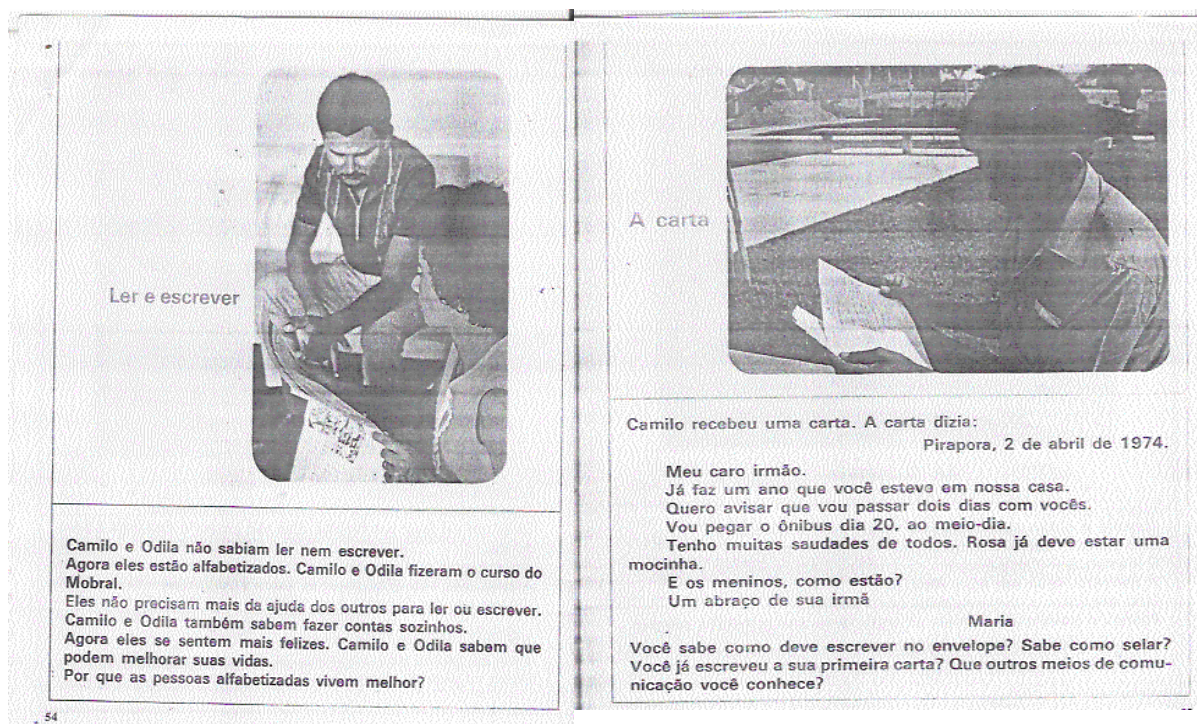 Ler e escrever
Camilo e Odila não sabiam ler nem escrever.
Agora eles estão alfabetizados. Camilo e Odila fizeram o curso do
Mobral.
Eles não precisam mais da ajuda dos outros para ler ou escrever.
Camilo e Odila também sabem fazer contas sozinhos.
Agora eles se sentem mais felizes. Camilo e Odila sabem que
podem melhorar suas vidas.
Por que as pessoas alfabetizadas vivem melhor?
54
A carta
Camilo recebeu uma carta. A carta dizia:
Pirapora, 2 de abril de 1974.
Meu caro irmão.
Já faz um ano que você esteve em nossa casa.
Quero avisar que vou passar dois dias com vocês.
Vou pegar o ônibus dia 20, ao meio-dia.
Tenho muitas saudades de todos. Rosa já deve estar uma
mocinha.
E os meninos, como estão?
Um abraço de sua irmã
Maria
Você sabe como deve escrever no envelope? Sabe como selar?
Você já escreveu a sua primeira carta? Que outros meios de comu-
nicação você conhece?